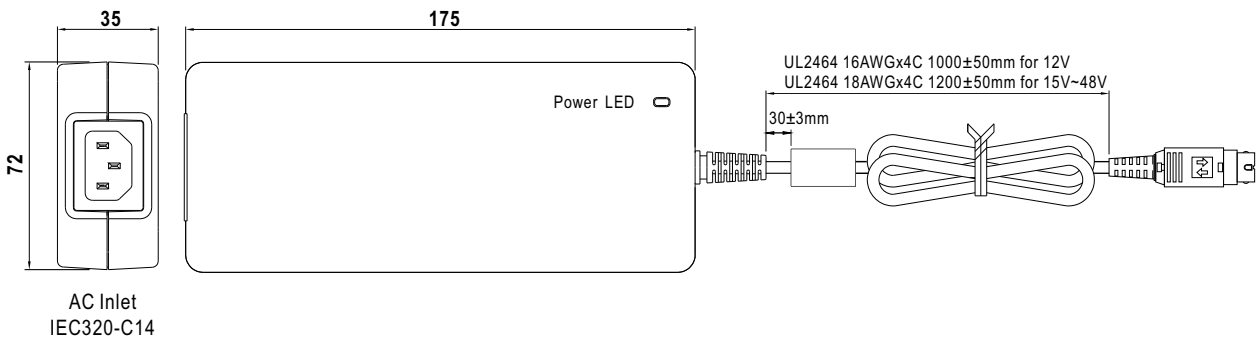 35
175
UL2464 16AWGx4C 1000±50mm for 12V
UL2464 18AWGx4C 1200±50mm for 15V~48V
Power LED
30±3mm
72
AC Inlet
IEC320-C14